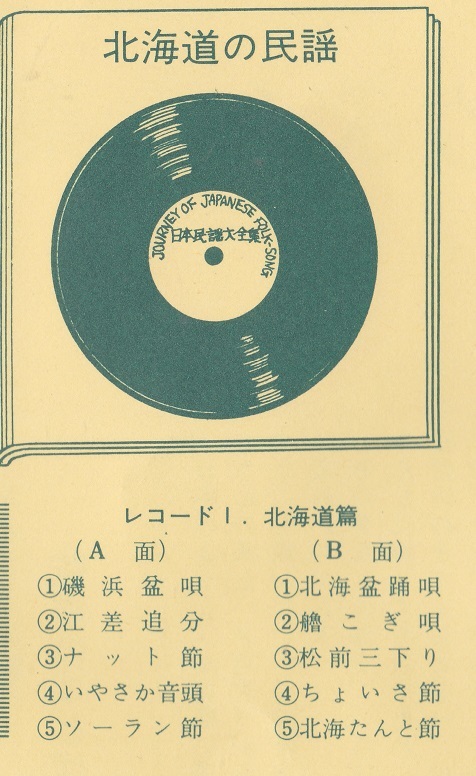 北海道の民謡
JOURNEY OF JAPANESE FOLK-SONG
日本民謡大全集
レコードⅠ. 北海道篇
(A 面)
①磯浜盆唄
②江差追分
③ナット節
④いやさか音頭
⑤ソーラン節
(B 面)
①北海盆踊唄
②艪こぎ唄
③松前三下り
④ちょいさ節
⑤北海たんと節